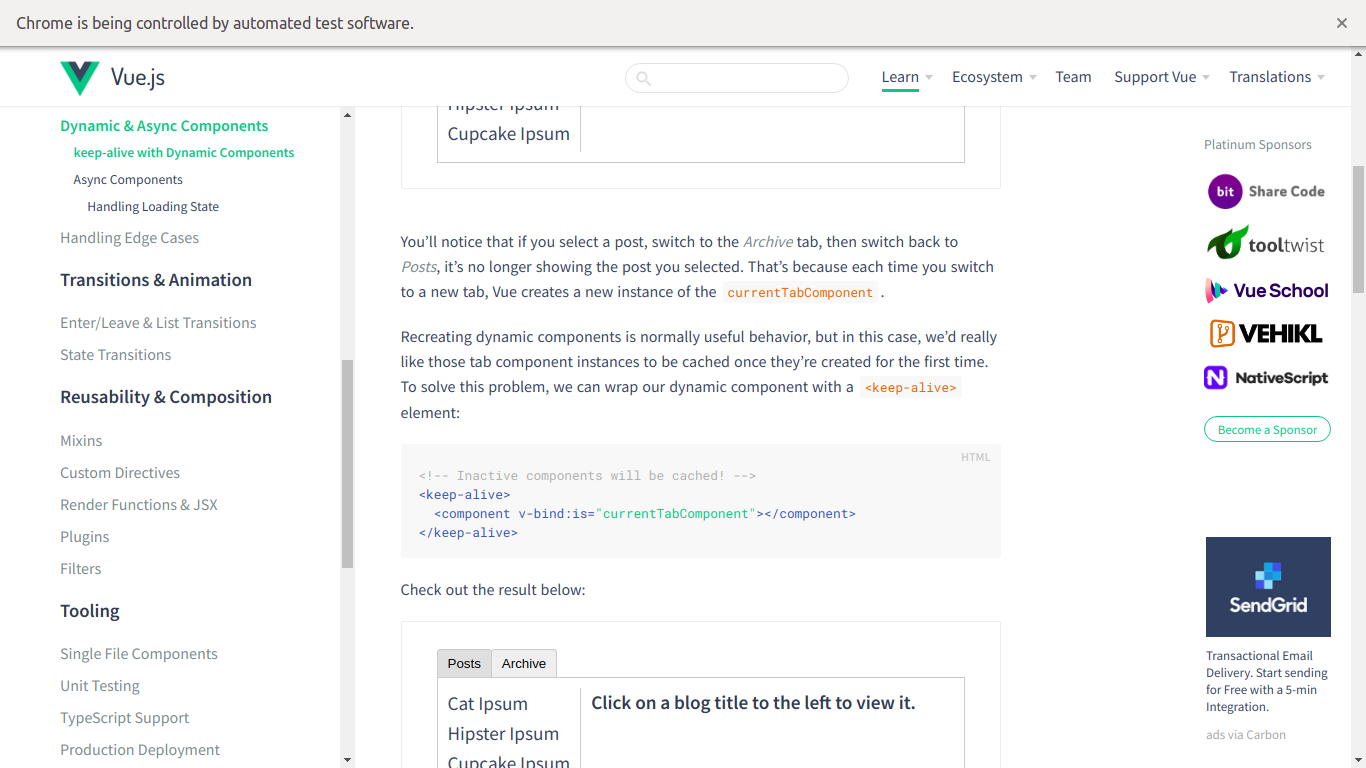 Chrome is being controlled by automated test software.
Vue.js
Learn
Ecosystem
Team
Support Vue
Translations
Dynamic & Async Components
keep-alive with Dynamic Components
Async Components
Handling Loading State
Handling Edge Cases
Transitions & Animation
Enter/Leave & List Transitions
State Transitions
Reusability & Composition
Mixins
Custom Directives
Render Functions & JSX
Plugins
Filters
Tooling
Single File Components
Unit Testing
TypeScript Support
Production Deployment
Hipster Ipsum
Cupcake Ipsum
You’ll notice that if you select a post, switch to the Archive tab, then switch back to
Posts, it’s no longer showing the post you selected. That’s because each time you switch
to a new tab, Vue creates a new instance of the currentTabComponent .
Recreating dynamic components is normally useful behavior, but in this case, we’d really
like those tab component instances to be cached once they’re created for the first time.
To solve this problem, we can wrap our dynamic component with a <keep-alive>
element:
HTML
<!-- Inactive components will be cached! -->
<keep-alive>
<component v-bind:is="currentTabComponent"></component>
</keep-alive>
Check out the result below:
Posts
Archive
Cat Ipsum
Hipster Ipsum
Cupcake Ipsum
Click on a blog title to the left to view it.
Platinum Sponsors
bit Share Code
tooltwist
Vue School
VEHIKL
N NativeScript
Become a Sponsor
SendGrid
Transactional Email
Delivery. Start sending
for Free with a 5-min
Integration.
ads via Carbon